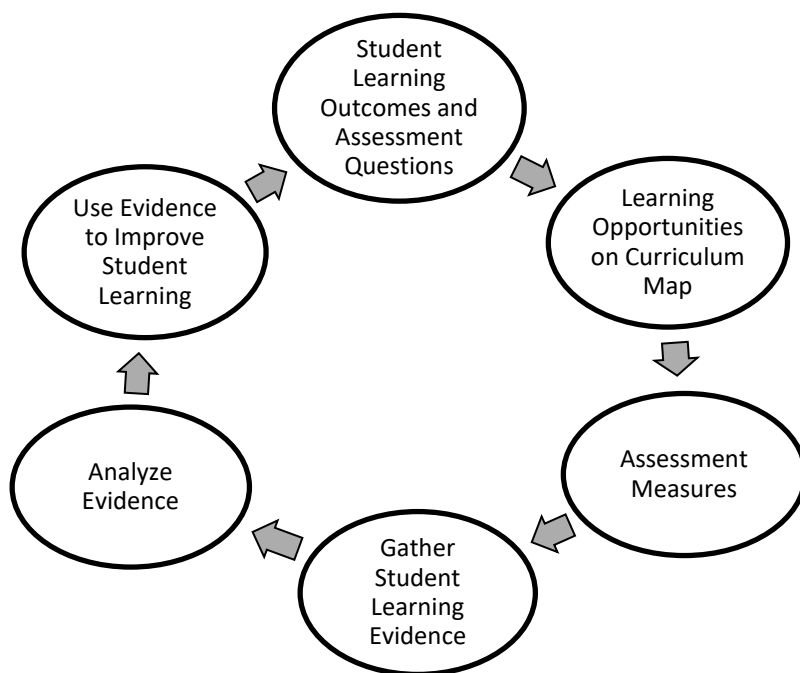 Student
Learning
Outcomes and
Assessment
Questions
Learning
Opportunities
on Curriculum
Map
Assessment
Measures
Gather
Student
Learning
Evidence
Analyze
Evidence
Use Evidence
to Improve
Student
Learning